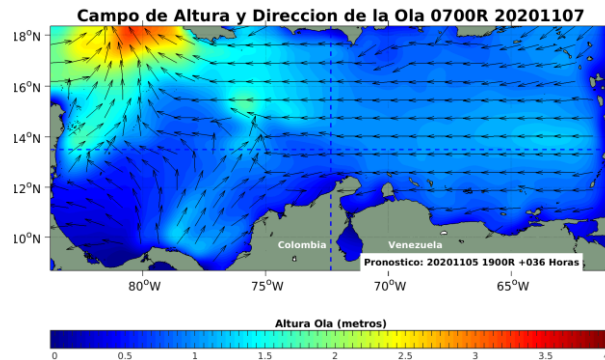 Campo de Altura y Direccion de la Ola 0700R 20201107
18°N
16°N
14°N
12°N
10°N
Colombia
Venezuela
Pronostico: 20201105 1900R +036 Horas
80°W
75°W
70°W
65°W
Altura Ola (metros)
0 0.5 1 1.5 2 2.5 3 3.5 4